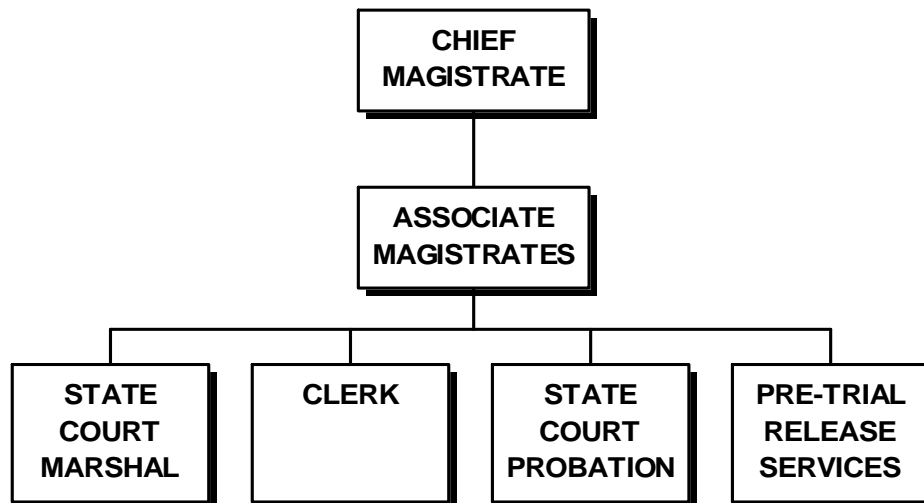 CHIEF
MAGISTRATE
ASSOCIATE
MAGISTRATES
STATE
COURT
MARSHAL
CLERK
STATE
COURT
PROBATION
PRE-TRIAL
RELEASE
SERVICES